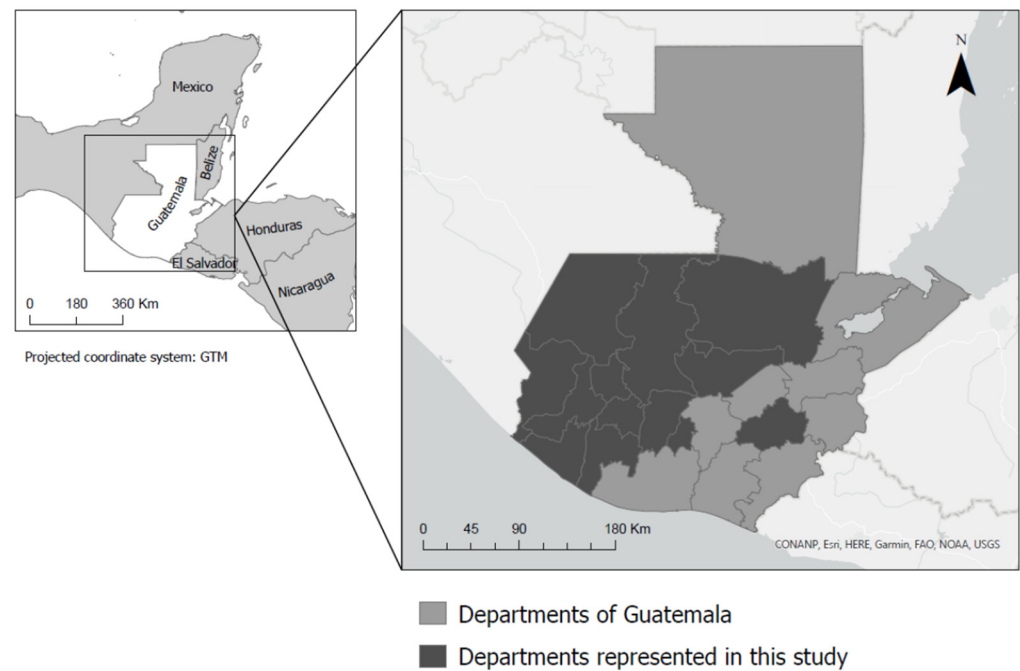 Mexico
Belize
Guatemala
Honduras
El Salvador
Nicaragua
0 180 360 Km
Projected coordinate system: GTM
N
0 45 90 180 Km
CONANP, Esri, HERE, Garmin, FAO, NOAA, USGS
Departments of Guatemala
Departments represented in this study